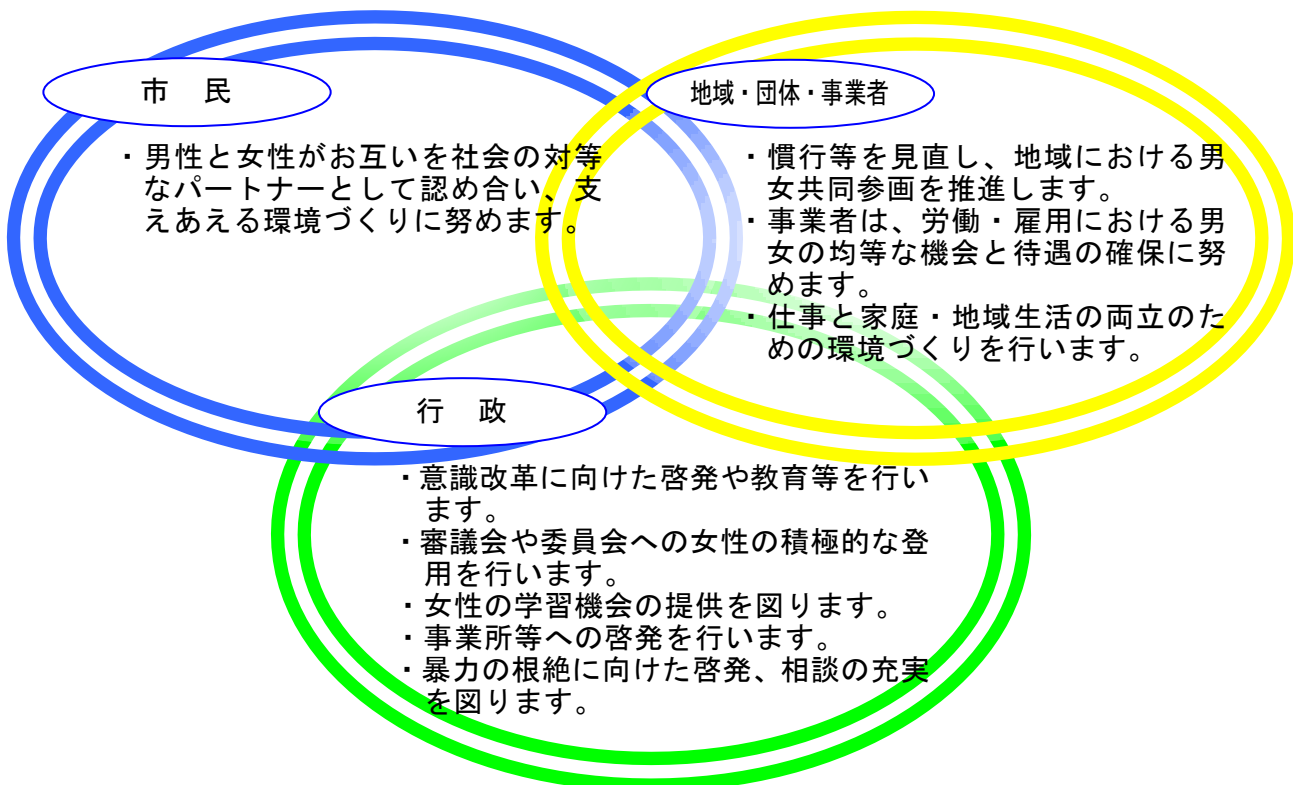 市　民
・男性と女性がお互いを社会の対等
なパートナーとして認め合い、支
えあえる環境づくりに努めます。
地域・団体・事業者
・慣行等を見直し、地域における男
女共同参画を推進します。
・事業者は、労働・雇用における男
女の均等な機会と待遇の確保に努
めます。
・仕事と家庭・地域生活の両立のた
めの環境づくりを行います。
行　政
・意識改革に向けた啓発や教育等を行い
ます。
・審議会や委員会への女性の積極的な登
用を行います。
・女性の学習機会の提供を図ります。
・事業所等への啓発を行います。
・暴力の根絶に向けた啓発、相談の充実
を図ります。